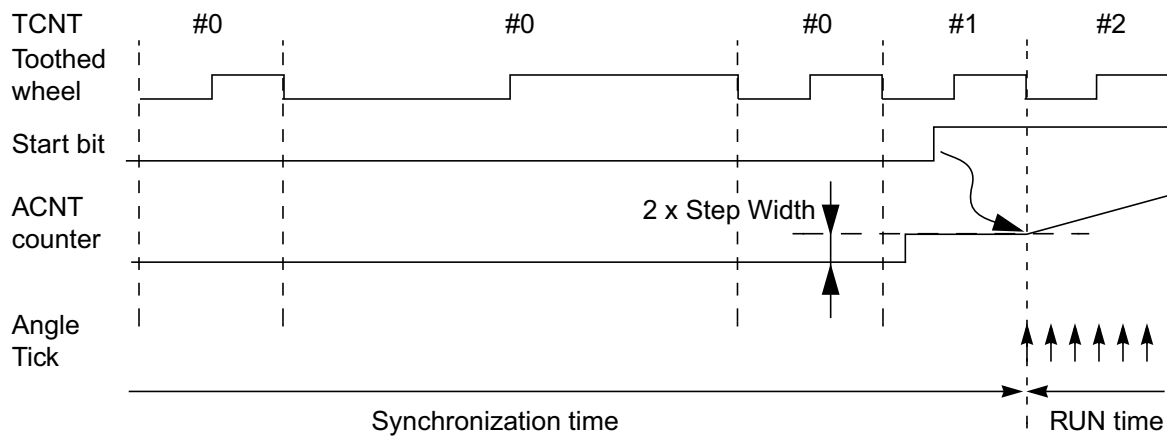 TCNT #0 #0 #0 #1 #2
Toothed
wheel
Start bit
ACNT
counter
2 x Step Width
Angle
Tick
Synchronization time RUN time